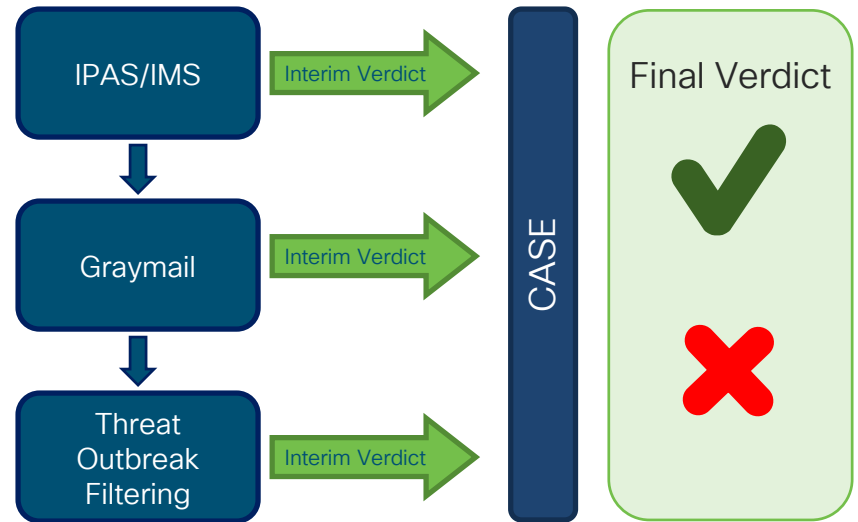 IPAS/IMS
Interim Verdict
Graymail
Interim Verdict
Threat
Outbreak
Filtering
Interim Verdict
CASE
Final Verdict